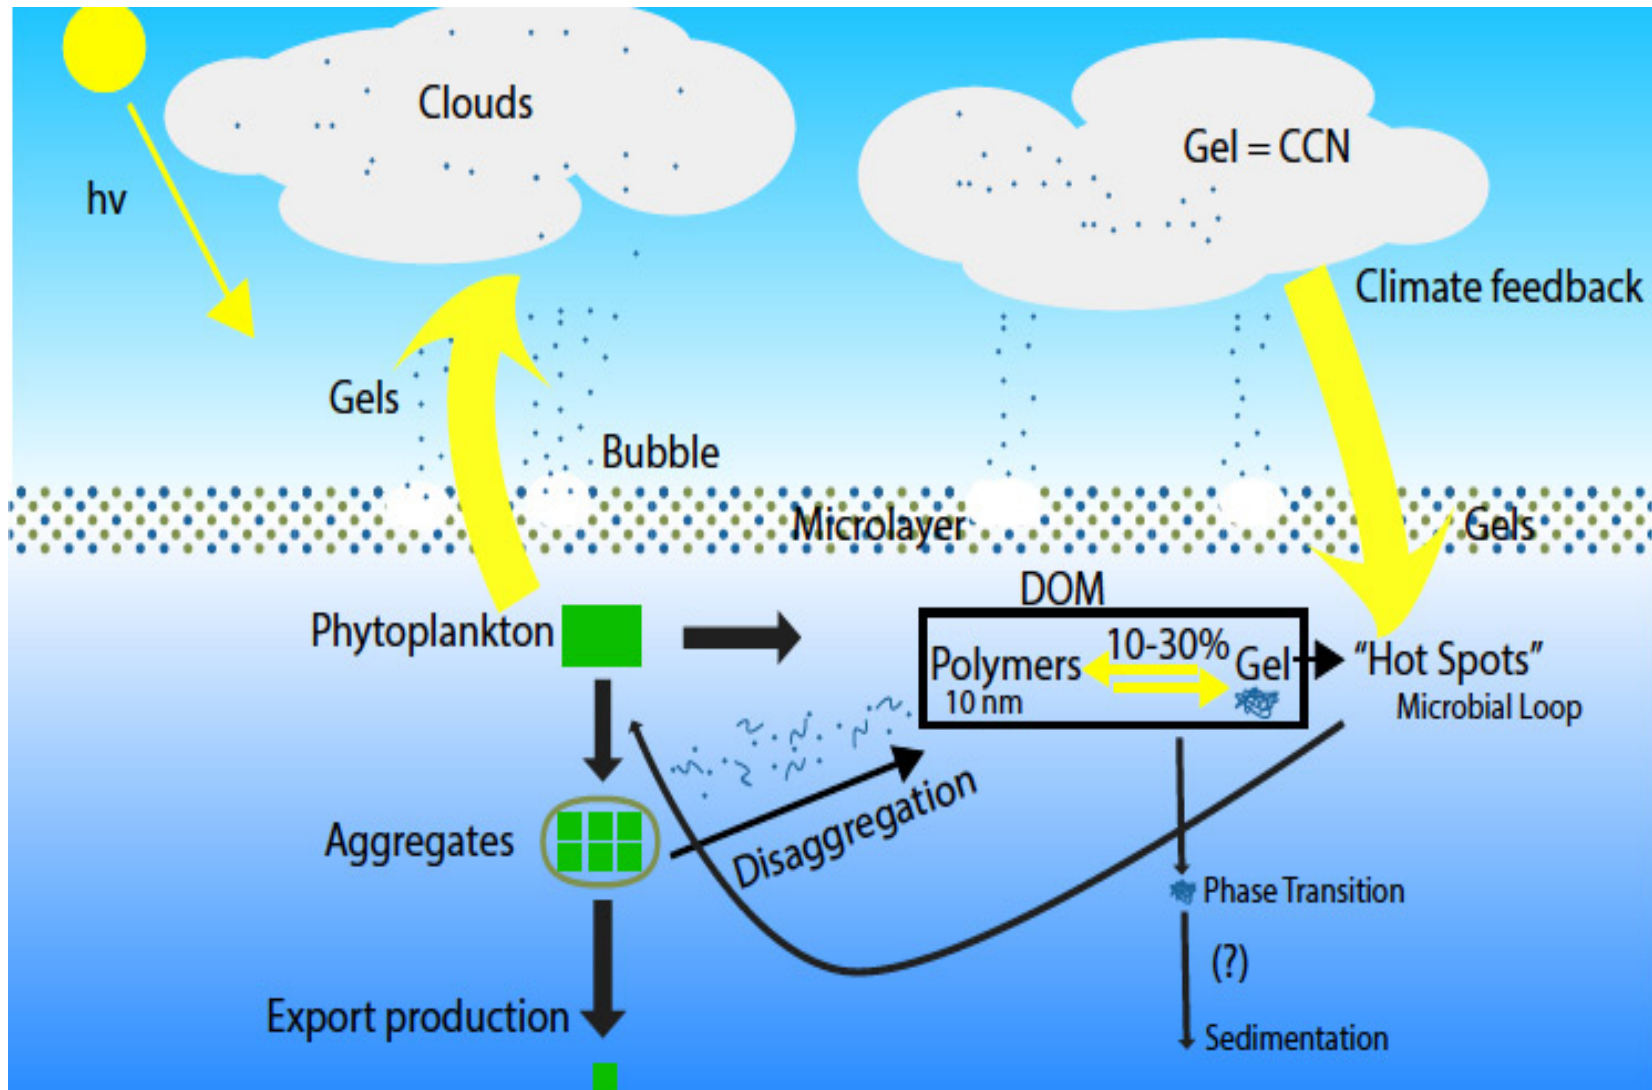 Clouds
Gel = CCN
hv
Climate feedback
Gels
Bubble
Microlayer
Gels
DOM
Phytoplankton
Polymers
10-30%
Gel
10 nm
“Hot Spots”
Microbial Loop
Disaggregation
Aggregates
Phase Transition
(?)
Export production
Sedimentation